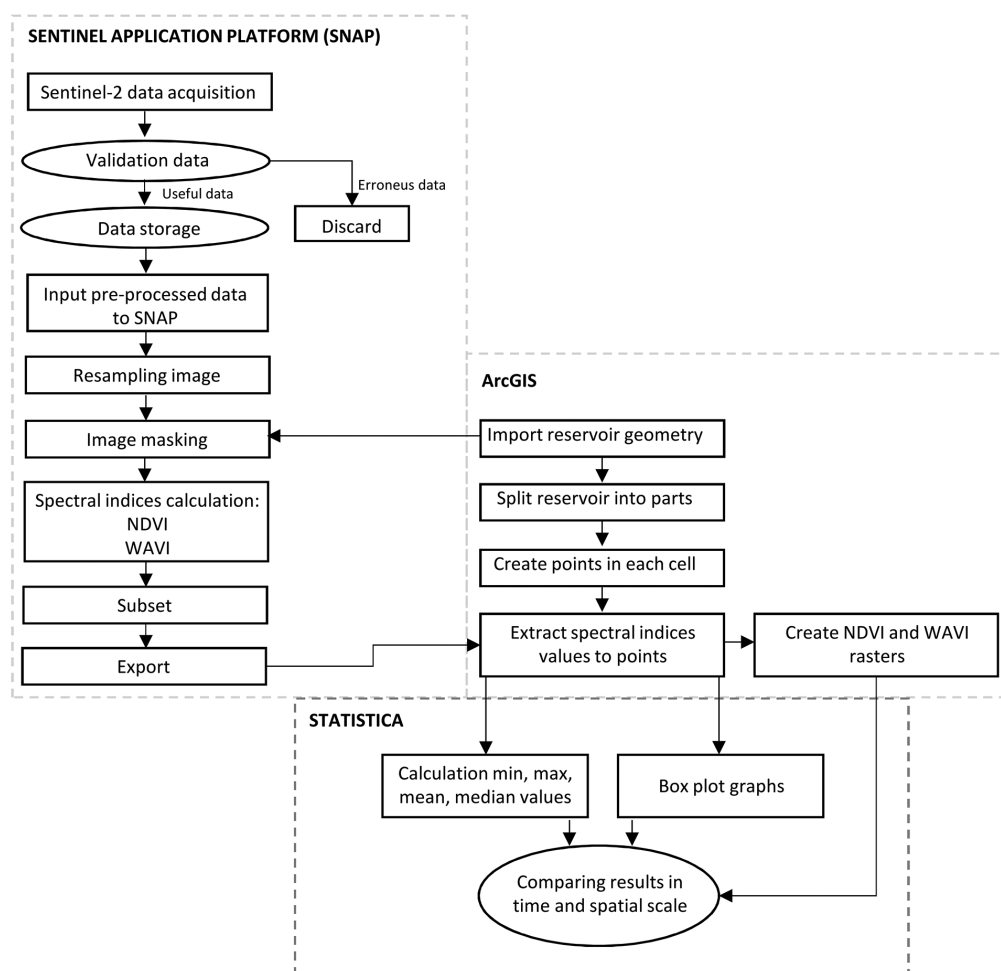 SENTINEL APPLICATION PLATFORM (SNAP)
Sentinel-2 data acquisition
Validation data
Useful data
Erroneus data
Data storage
Discard
Input pre-processed data
to SNAP
Resampling image
Image masking
Spectral indices calculation:
NDVI
WAVI
Subset
Export
ArcGIS
Import reservoir geometry
Split reservoir into parts
Create points in each cell
Extract spectral indices
values to points
Create NDVI and WAVI
rasters
STATISTICA
Calculation min, max,
mean, median values
Box plot graphs
Comparing results in
time and spatial scale